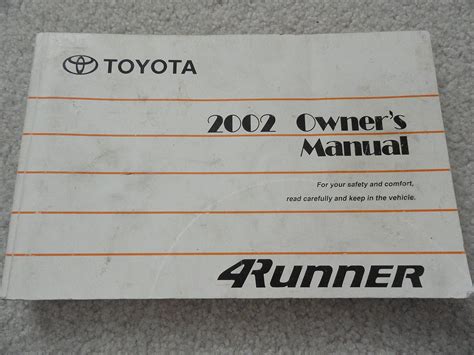 TOYOTA
2002 Owner's
Manual
For your safety and comfort,
read carefully and keep in the vehicle.
4RUNNER